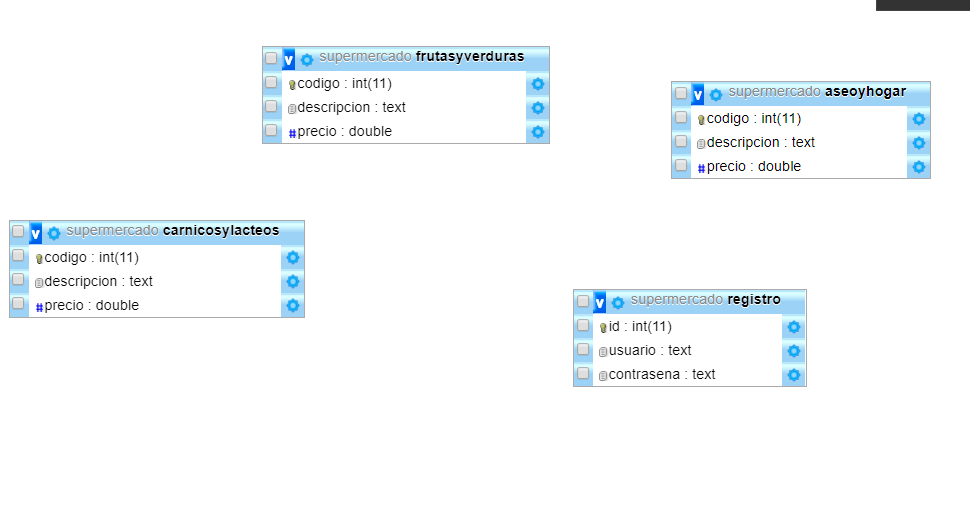 v supermercado frutasyverduras
codigo : int(11)
descripcion : text
# precio : double
v supermercado aseoyhogar
codigo : int(11)
descripcion : text
# precio : double
v supermercado carnicosylacteos
codigo : int(11)
descripcion : text
# precio : double
v supermercado registro
id : int(11)
usuario : text
contrasena : text